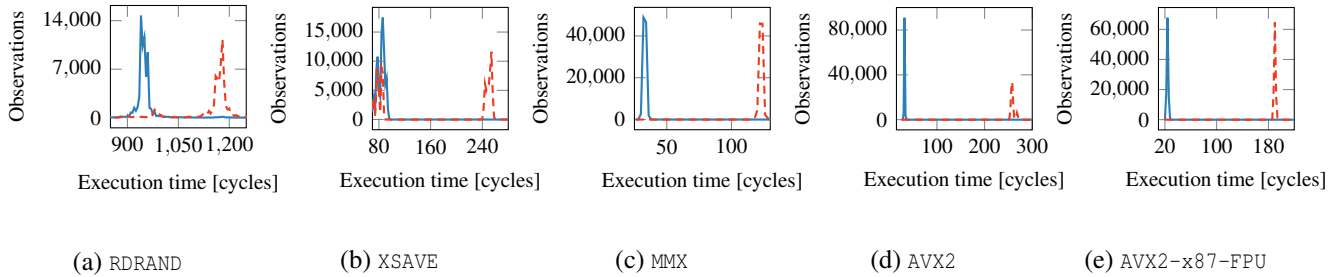 Observations
14,000
7,000
0
900
1,050
1,200
Execution time [cycles]
(a) RDRAND
Observations
15,000
10,000
5,000
0
80
160
240
Execution time [cycles]
(b) XSAVE
Observations
40,000
20,000
0
50
100
Execution time [cycles]
(c) MMX
Observations
80,000
40,000
0
100
200
300
Execution time [cycles]
(d) AVX2
Observations
60,000
40,000
20,000
0
20
100
180
Execution time [cycles]
(e) AVX2-x87-FPU